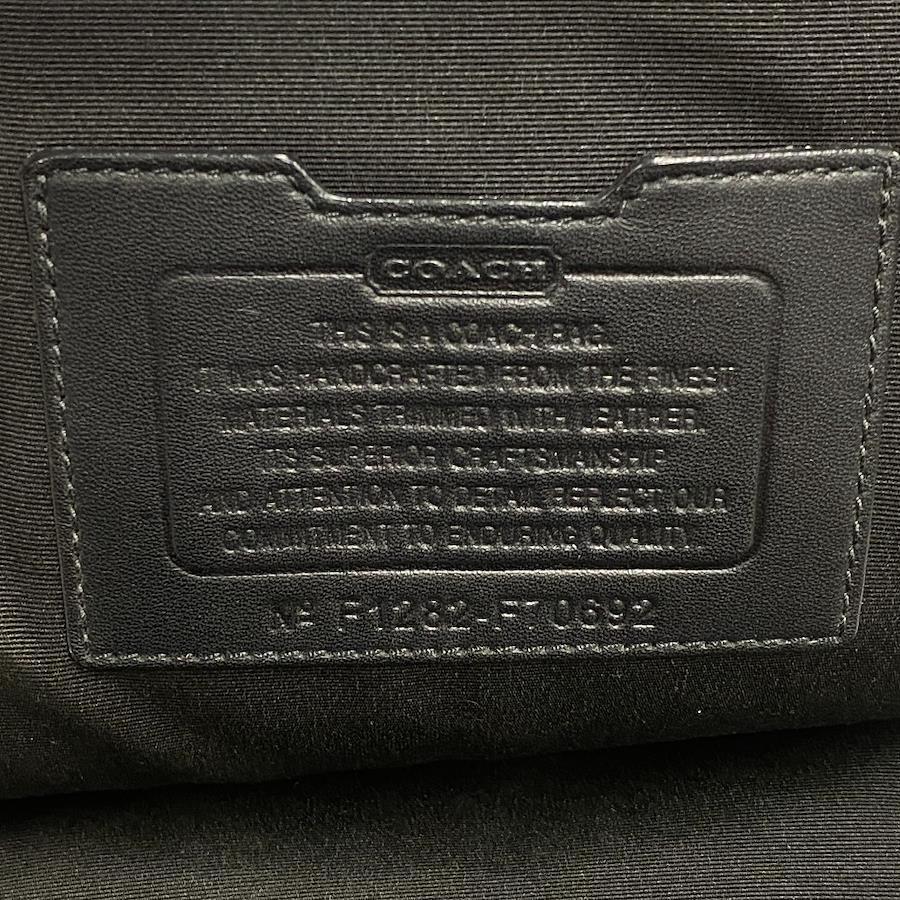 COACH
THIS IS A COACH BAG.
IT WAS HANDCRAFTED FROM THE FINEST
MATERIALS TRIMMED WITH LEATHER.
ITS SUPERIOR CRAFTSMANSHIP
AND ATTENTION TO DETAIL REFLECT OUR
COMMITMENT TO ENDURING QUALITY.
Nº F1282-F70692